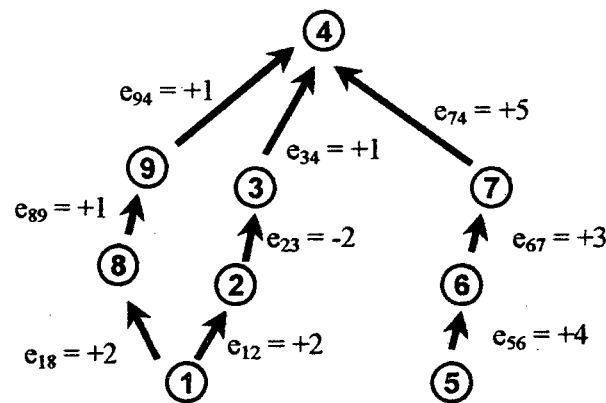 4
e₉₄ = +1
e₇₄ = +5
9
e₃₄ = +1
3
7
e₈₉ = +1
e₂₃ = -2
e₆₇ = +3
8
2
6
e₁₈ = +2
e₁₂ = +2
e₅₆ = +4
1
5